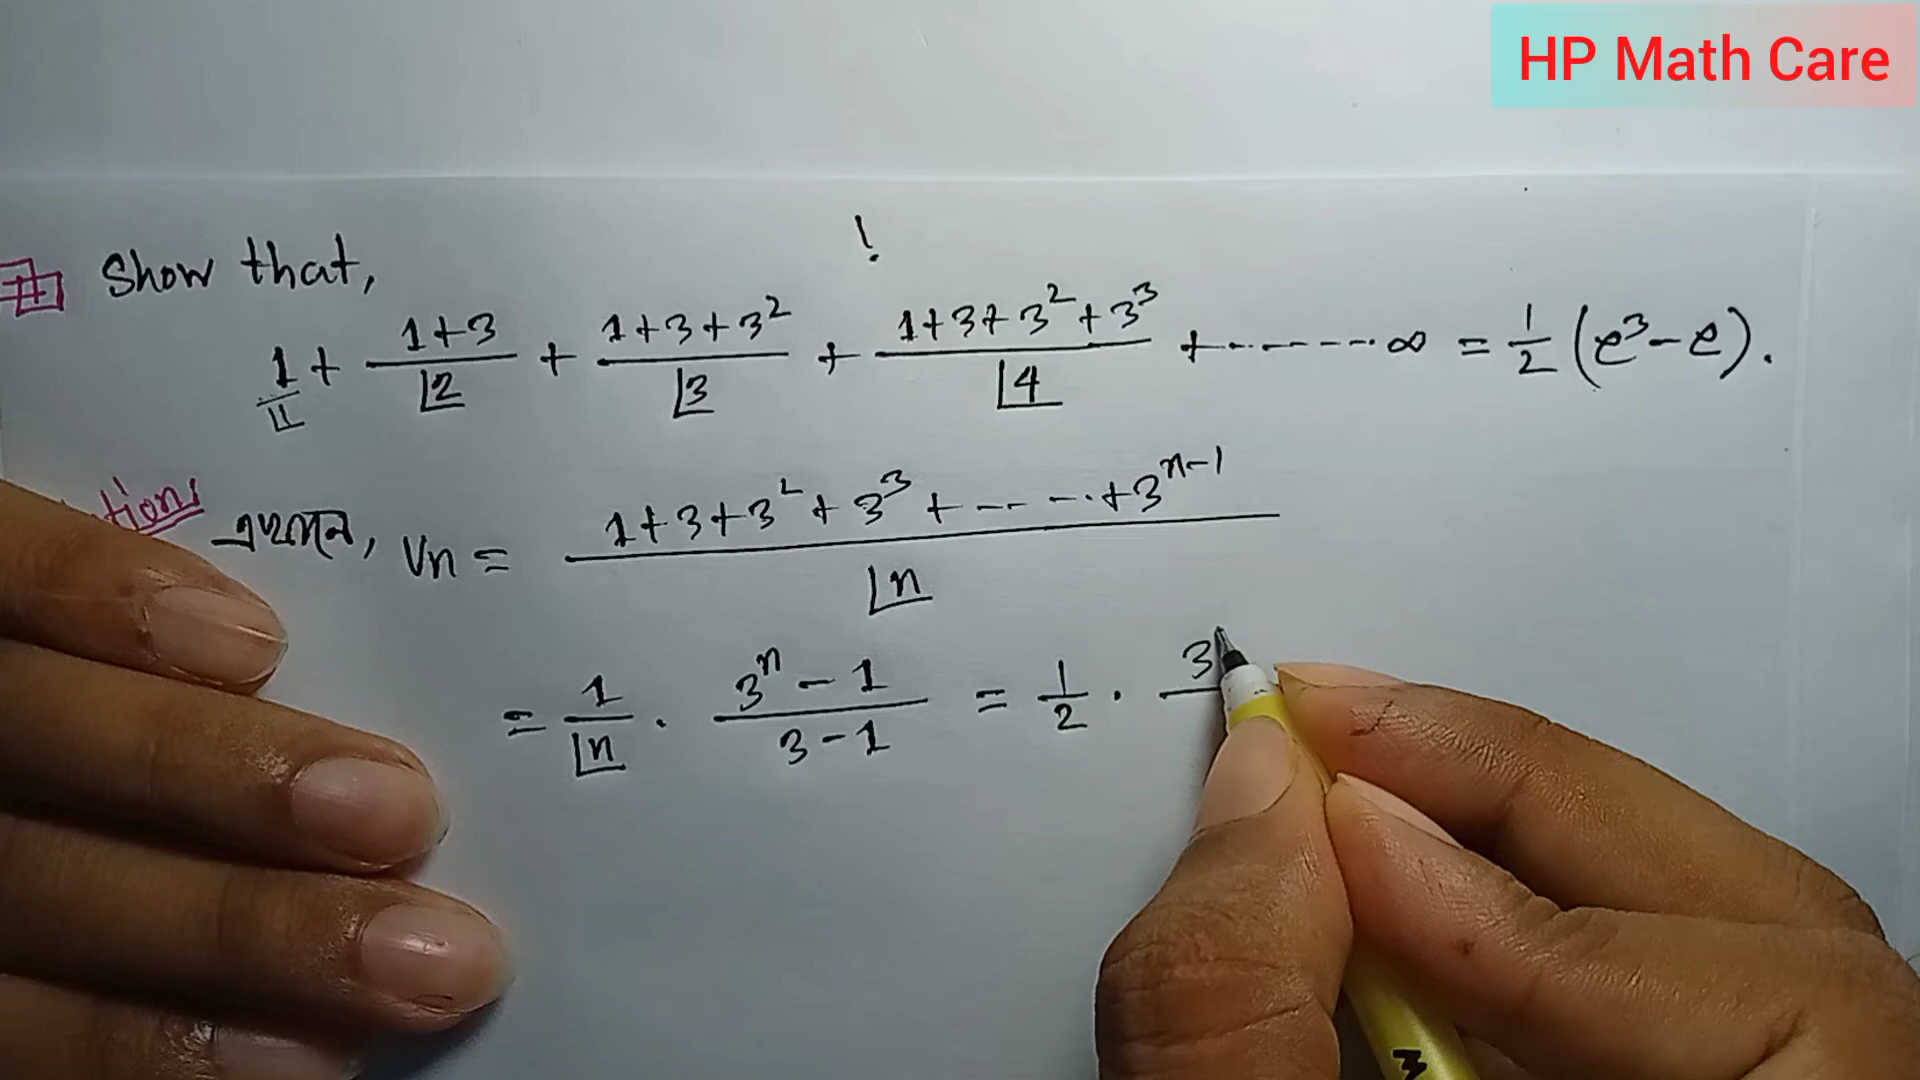 HP Math Care
!
Show that,
1/⌊1 + (1+3)/⌊2 + (1+3+3²)/⌊3 + (1+3+3²+3³)/⌊4 + ------- ∞ = 1/2 (e³-e).
এখানে, Vn = (1+3+3²+3³+-- --·+3ⁿ⁻¹)/⌊n
= 1/⌊n · (3ⁿ-1)/(3-1) = 1/2 · 3